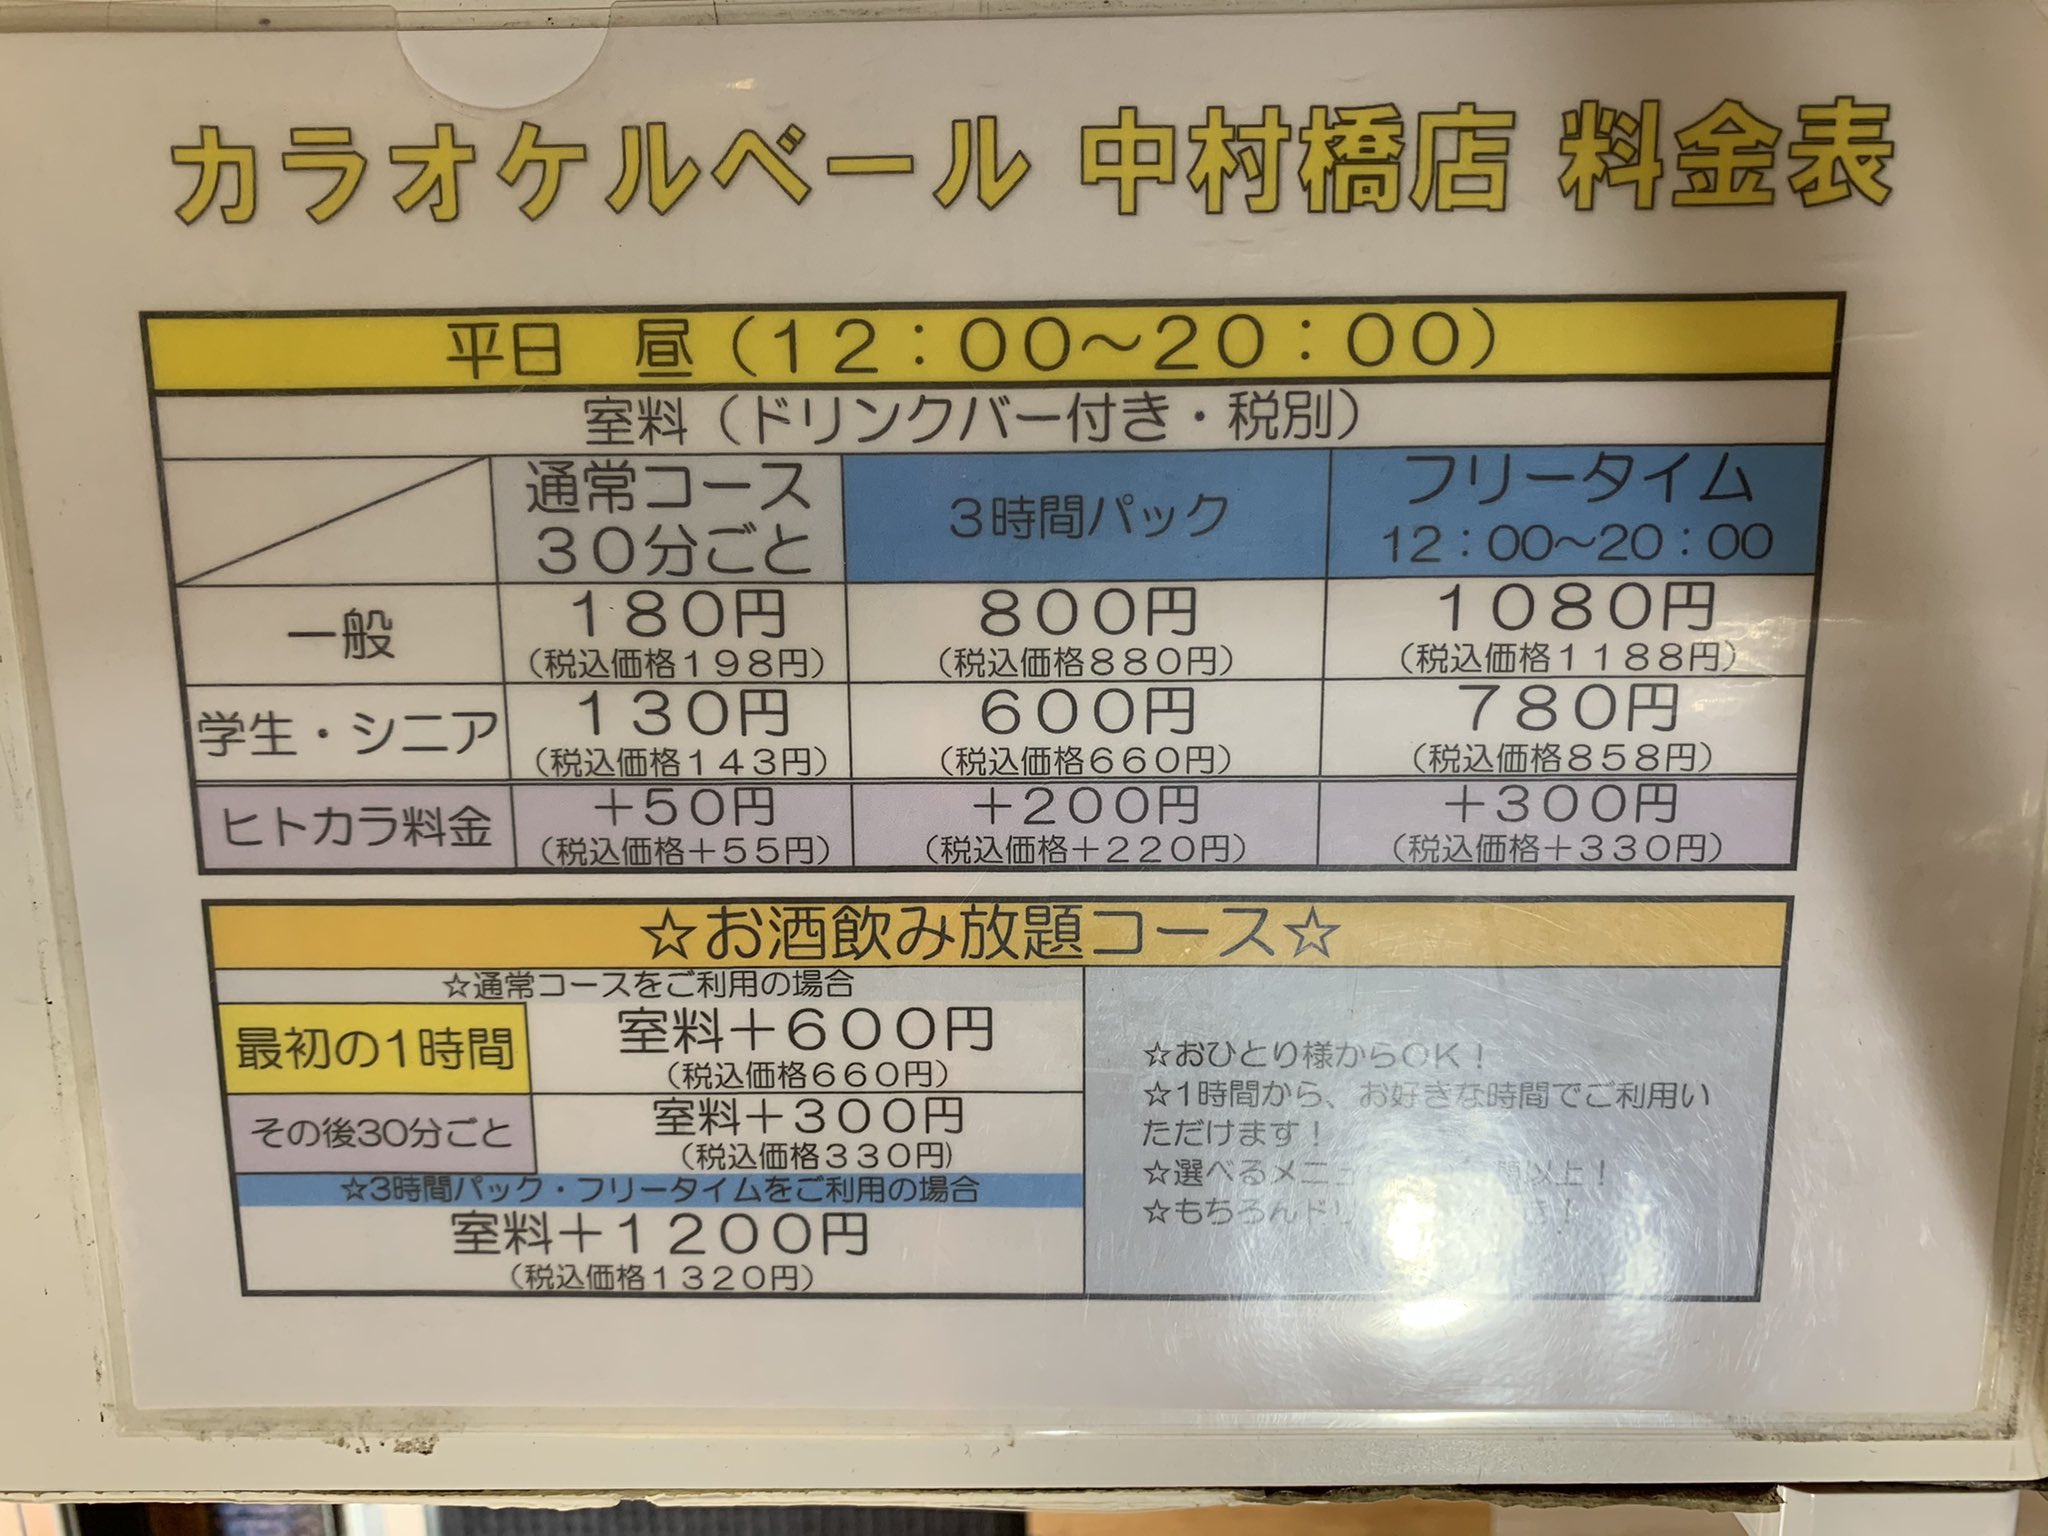 カラオケルベール 中村橋店 料金表
平日 昼(12:00~20:00)
室料(ドリンクバー付き・税別)
通常コース
30分ごと
3時間パック
フリータイム
12:00~20:00
一般
180円
(税込価格198円)
800円
(税込価格880円)
1080円
(税込価格1188円)
学生・シニア
130円
(税込価格143円)
600円
(税込価格660円)
780円
(税込価格858円)
ヒトカラ料金
+50円
(税込価格+55円)
+200円
(税込価格+220円)
+300円
(税込価格+330円)
☆お酒飲み放題コース☆
☆通常コースをご利用の場合
最初の1時間
室料+600円
(税込価格660円)
その後30分ごと
室料+300円
(税込価格330円)
☆3時間パック・フリータイムをご利用の場合
室料+1200円
(税込価格1320円)
☆おひとり様からOK!
☆1時間から、お好きな時間でご利用い
ただけます!
☆選べるメニュ 以上!
☆もちろんドリ